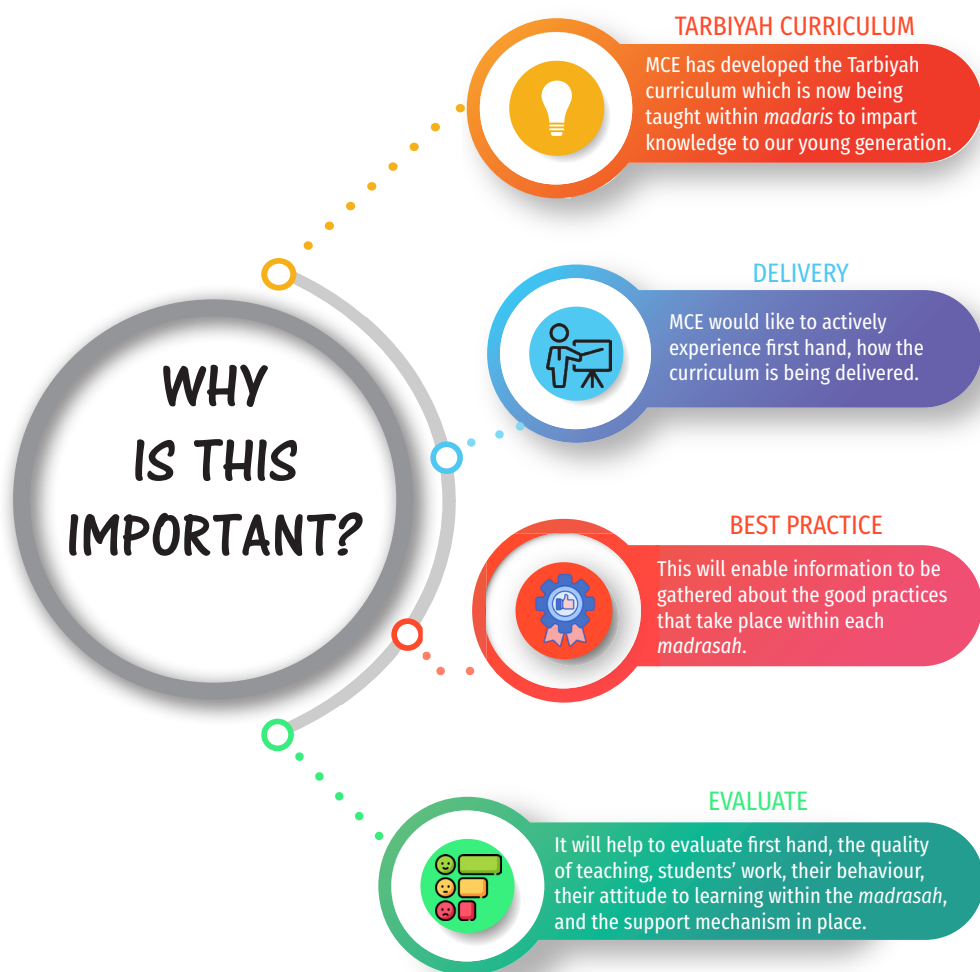 WHY
IS THIS
IMPORTANT?
TARBIYAH CURRICULUM
MCE has developed the Tarbiyah
curriculum which is now being
taught within madaris to impart
knowledge to our young generation.
DELIVERY
MCE would like to actively
experience first hand, how the
curriculum is being delivered.
BEST PRACTICE
This will enable information to be
gathered about the good practices
that take place within each
madrasah.
EVALUATE
It will help to evaluate first hand, the quality
of teaching, students’ work, their behaviour,
their attitude to learning within the madrasah,
and the support mechanism in place.